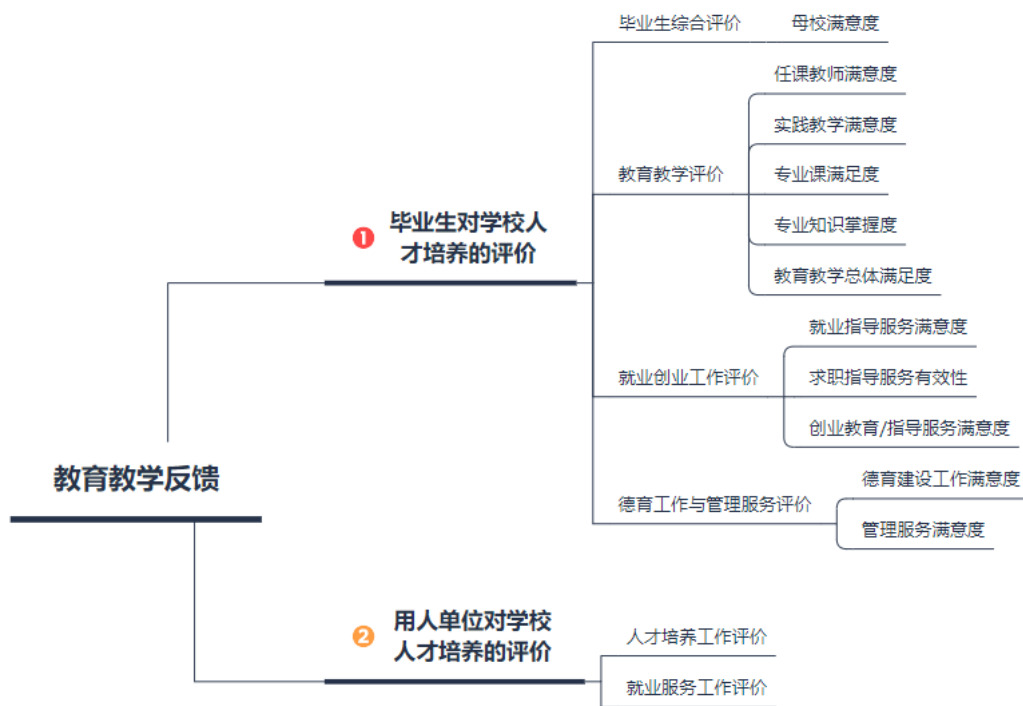 毕业生综合评价
母校满意度
任课教师满意度
实践教学满意度
教育教学评价
专业课满足度
专业知识掌握度
教育教学总体满足度
1
毕业生对学校人
才培养的评价
就业指导服务满意度
就业创业工作评价
求职指导服务有效性
创业教育/指导服务满意度
教育教学反馈
德育工作与管理服务评价
德育建设工作满意度
管理服务满意度
2
用人单位对学校
人才培养的评价
人才培养工作评价
就业服务工作评价